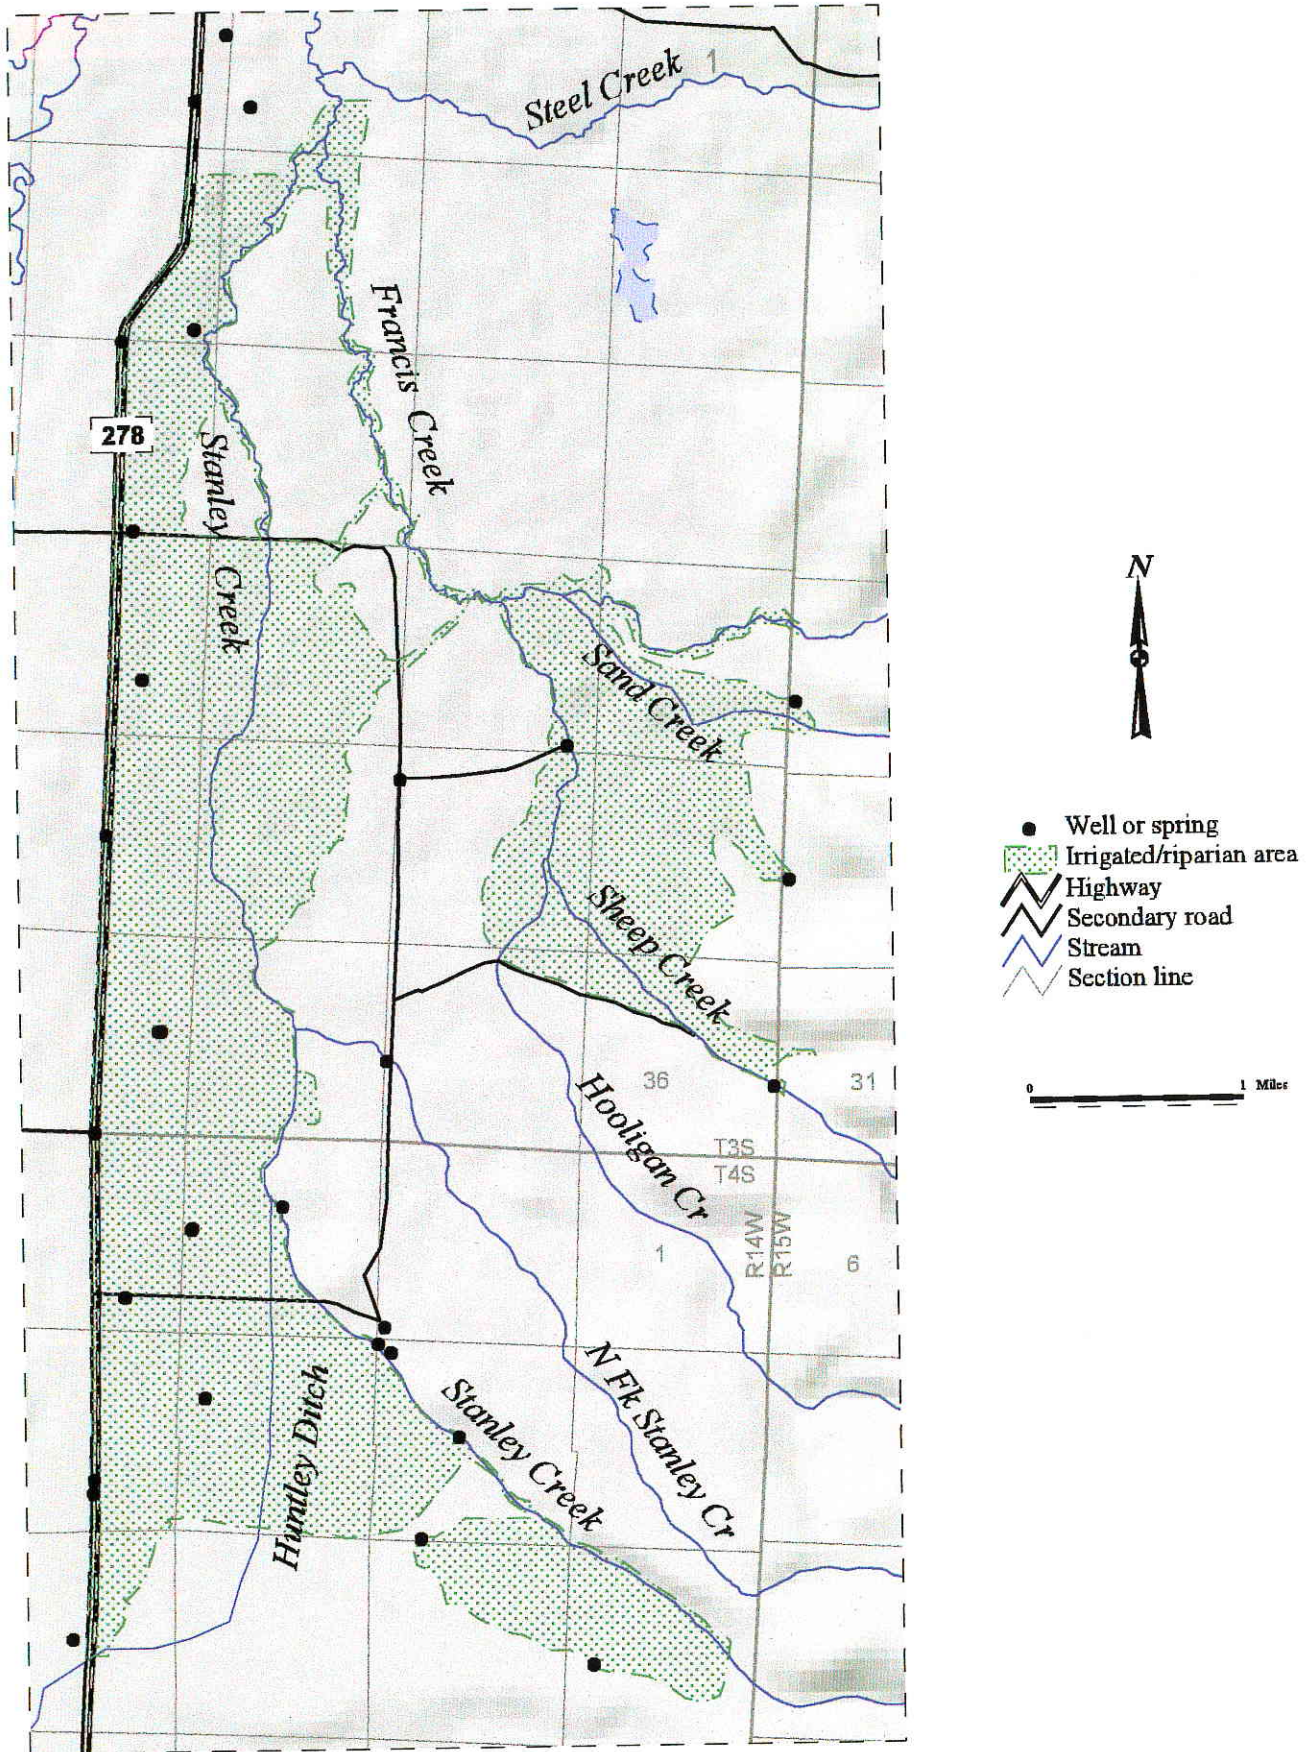 1
Steel Creek
Francis Creek
278
Stanley Creek
Sand Creek
Sheep Creek
36
31
Hooligan Cr
T3S
T4S
R14W
R15W
1
6
N Fk Stanley Cr
Stanley Creek
Huntley Ditch
N
Well or spring
Irrigated/riparian area
Highway
Secondary road
Stream
Section line
0 1 Miles